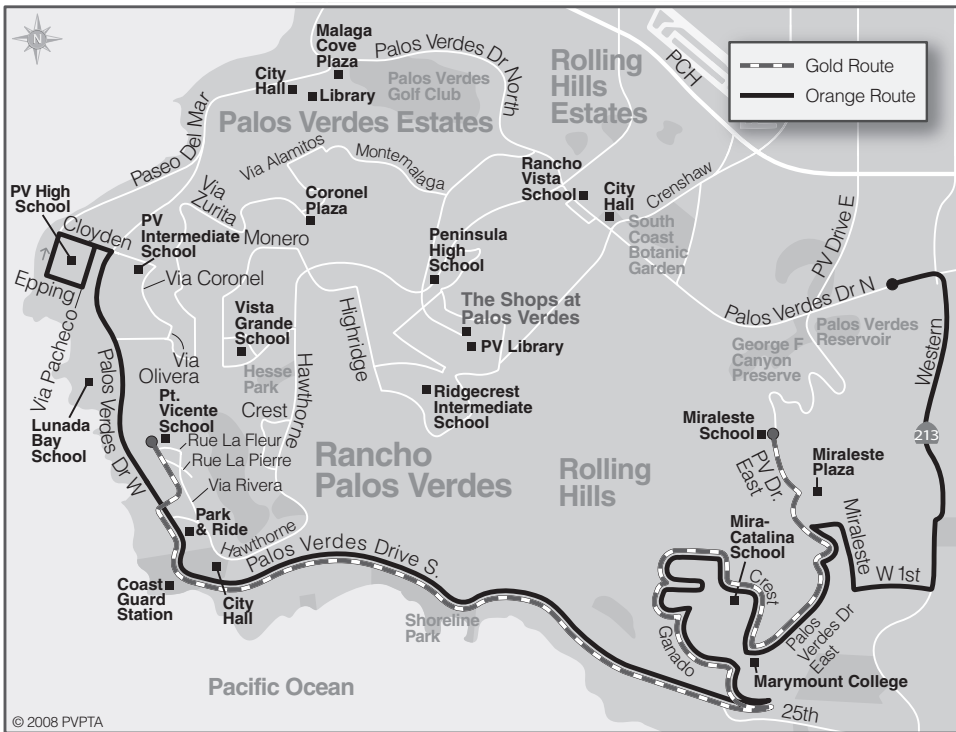 N
Malaga
Cove
Plaza
City
Hall
Library
Palos Verdes Dr North
Palos Verdes
Golf Club
Rolling
Hills
Estates
PCH
Gold Route
Orange Route
Palos Verdes Estates
Paseo Del Mar
Via Alamitos
Montemalaga
Via
Zurita
Coronel
Plaza
Rancho
Vista
School
City
Hall
Crenshaw
South
Coast
Botanic
Garden
PV Drive E
PV High
School
Cloyden
PV
Intermediate
School
Monero
Peninsula
High
School
Epping
Via Coronel
The Shops at
Palos Verdes
PV Library
Palos Verdes Dr N
Palos Verdes
Reservoir
George F
Canyon
Preserve
Western
Via Pacheco
Vista
Grande
School
Highridge
Hawthorne
Via
Olivera
Hesse
Park
Crest
Ridgecrest
Intermediate
School
Lunada
Bay
School
Palos Verdes Dr W
Pt.
Vicente
School
Rue La Fleur
Rue La Pierre
Via Rivera
Rancho
Palos Verdes
Rolling
Hills
Miraleste
School
213
Miraleste
Plaza
PV Dr.
East
Park
& Ride
Hawthorne
Palos Verdes Drive S.
Mira-
Catalina
School
Crest
Miraleste
W 1st
Coast
Guard
Station
City
Hall
Shoreline
Park
Ganado
Palos
Verdes Dr
East
Marymount College
25th
Pacific Ocean
© 2008 PVPTA